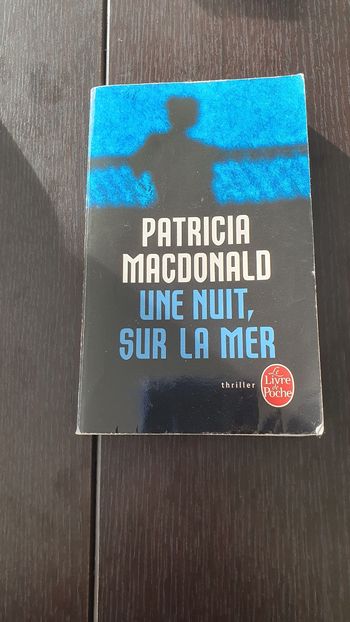 PATRICIA
MACDONALD
UNE NUIT,
SUR LA MER
thriller
Le
Livre
de
Poche